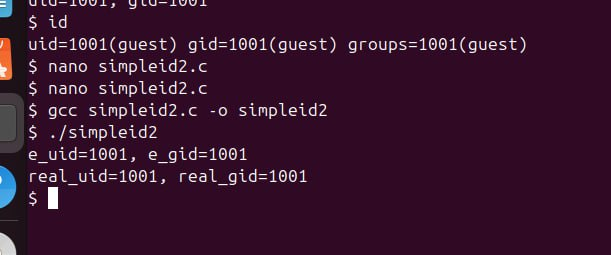 uid=1001, gid=1001
$ id
uid=1001(guest) gid=1001(guest) groups=1001(guest)
$ nano simpleid2.c
$ nano simpleid2.c
$ gcc simpleid2.c -o simpleid2
$ ./simpleid2
e_uid=1001, e_gid=1001
real_uid=1001, real_gid=1001
$